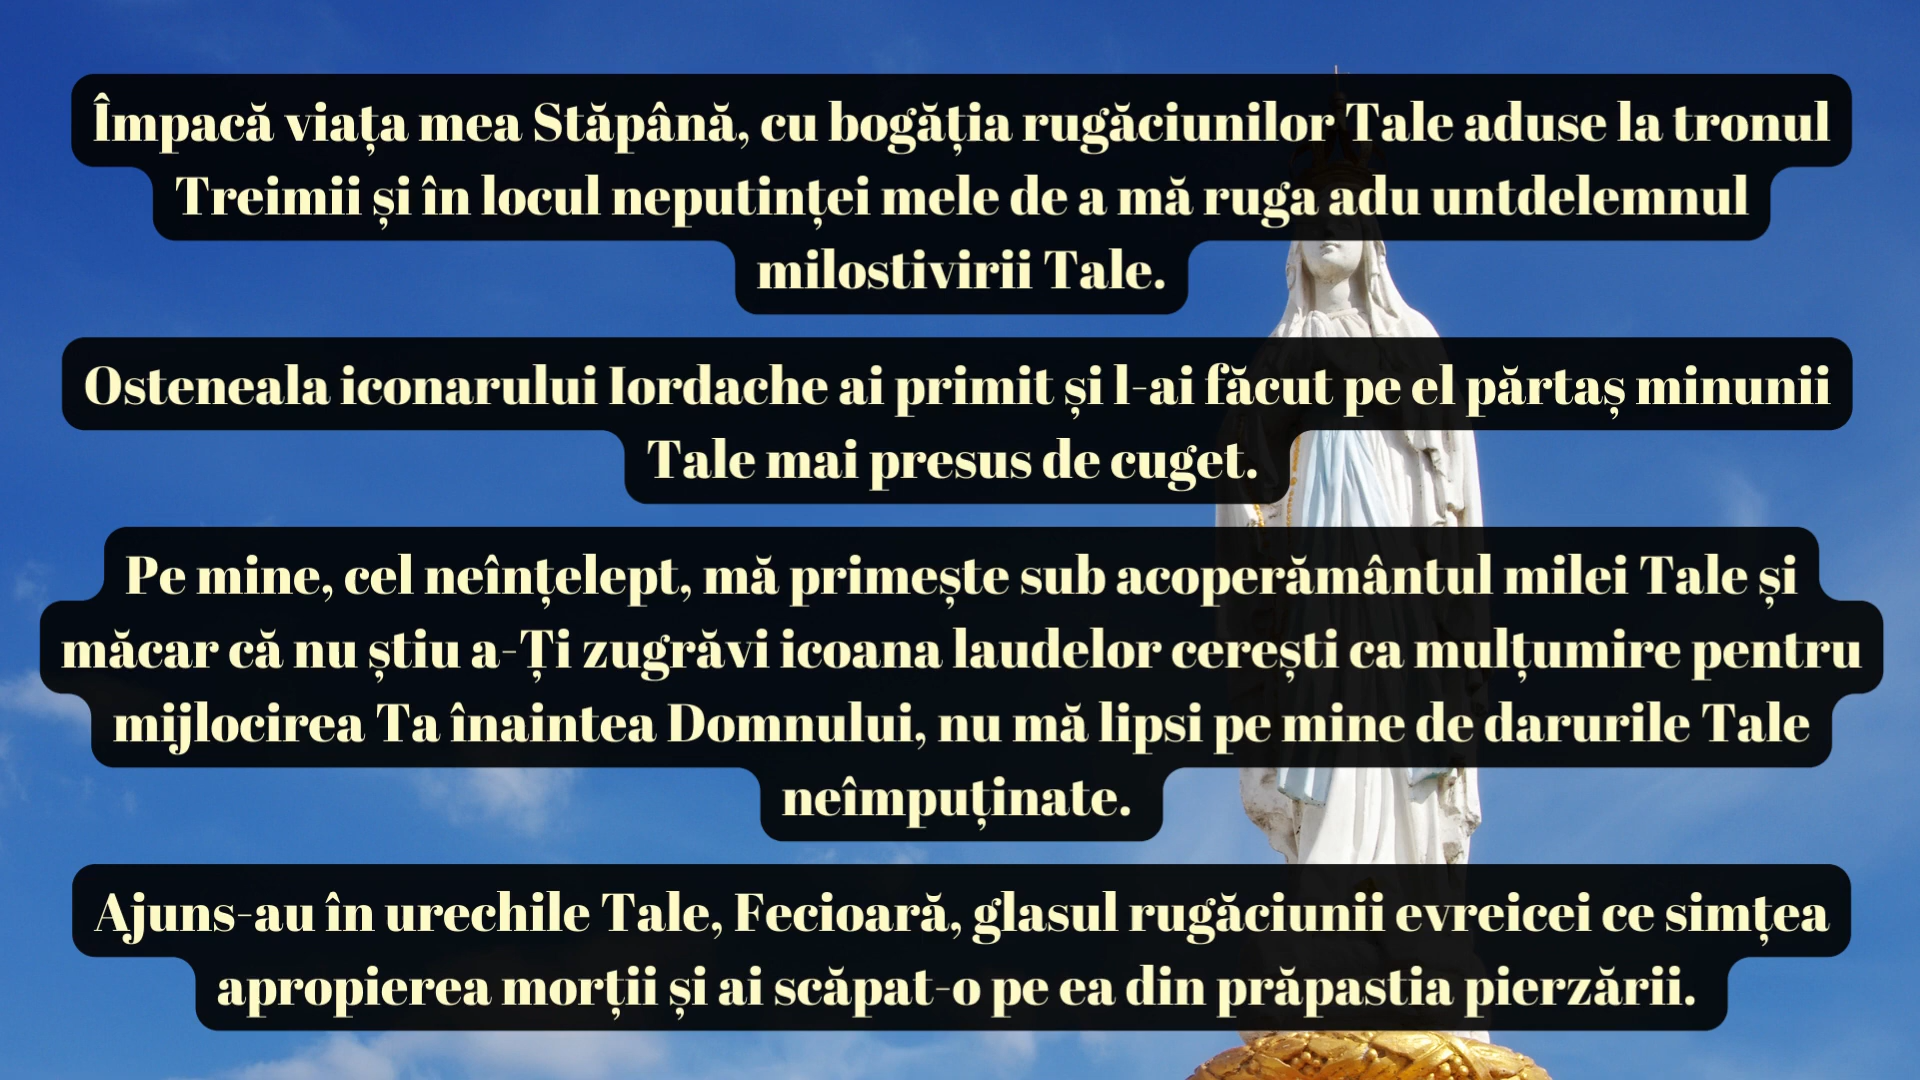 Împacă viața mea Stăpână, cu bogăția rugăciunilor Tale aduse la tronul
Treimii și în locul neputinței mele de a mă ruga adu untdelemnul
milostivirii Tale.
Osteneala iconarului Iordache ai primit și l-ai făcut pe el părtaș minunii
Tale mai presus de cuget.
Pe mine, cel neînțelept, mă primește sub acoperământul milei Tale și
măcar că nu știu a-Ți zugrăvi icoana laudelor cerești ca mulțumire pentru
mijlocirea Ta înaintea Domnului, nu mă lipsi pe mine de darurile Tale
neîmpuținate.
Ajuns-au în urechile Tale, Fecioară, glasul rugăciunii evreicei ce simțea
apropierea morții și ai scăpat-o pe ea din prăpastia pierzării.